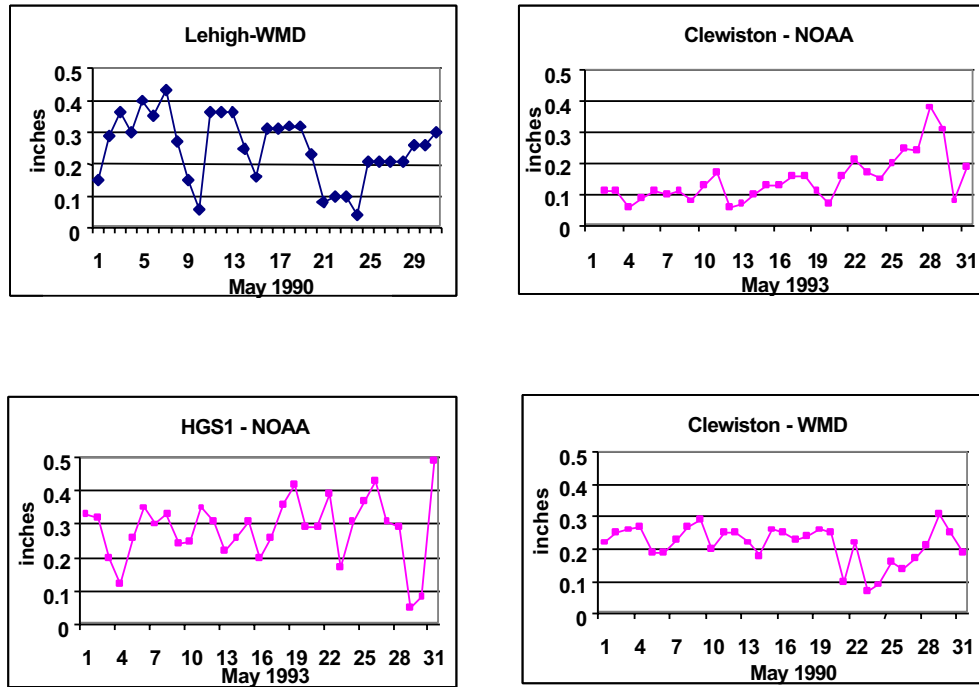 Lehigh-WMD
inches
0.5
0.4
0.3
0.2
0.1
0
1 5 9 13 17 21 25 29
May 1990
Clewiston - NOAA
inches
0.5
0.4
0.3
0.2
0.1
0
1 4 7 10 13 16 19 22 25 28 31
May 1993
HGS1 - NOAA
inches
0.5
0.4
0.3
0.2
0.1
0
1 4 7 10 13 16 19 22 25 28 31
May 1993
Clewiston - WMD
inches
0.5
0.4
0.3
0.2
0.1
0
1 4 7 10 13 16 19 22 25 28 31
May 1990